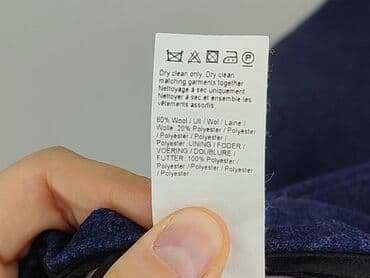 Dry clean only. Dry clean
matching garments together
Nettoyage à sec uniquement.
Nettoyer à sec et ensemble les
vêtements assortis
80% Wool / Ull / Wol / Laine /
Wolle. 20% Polyester / Polyester
/ Polyester / Polyester /
Polyester. LINING / FODER /
VOERING / DOUBLURE /
FUTTER: 100% Polyester /
Polyester / Polyester / Polyester
/ Polyester